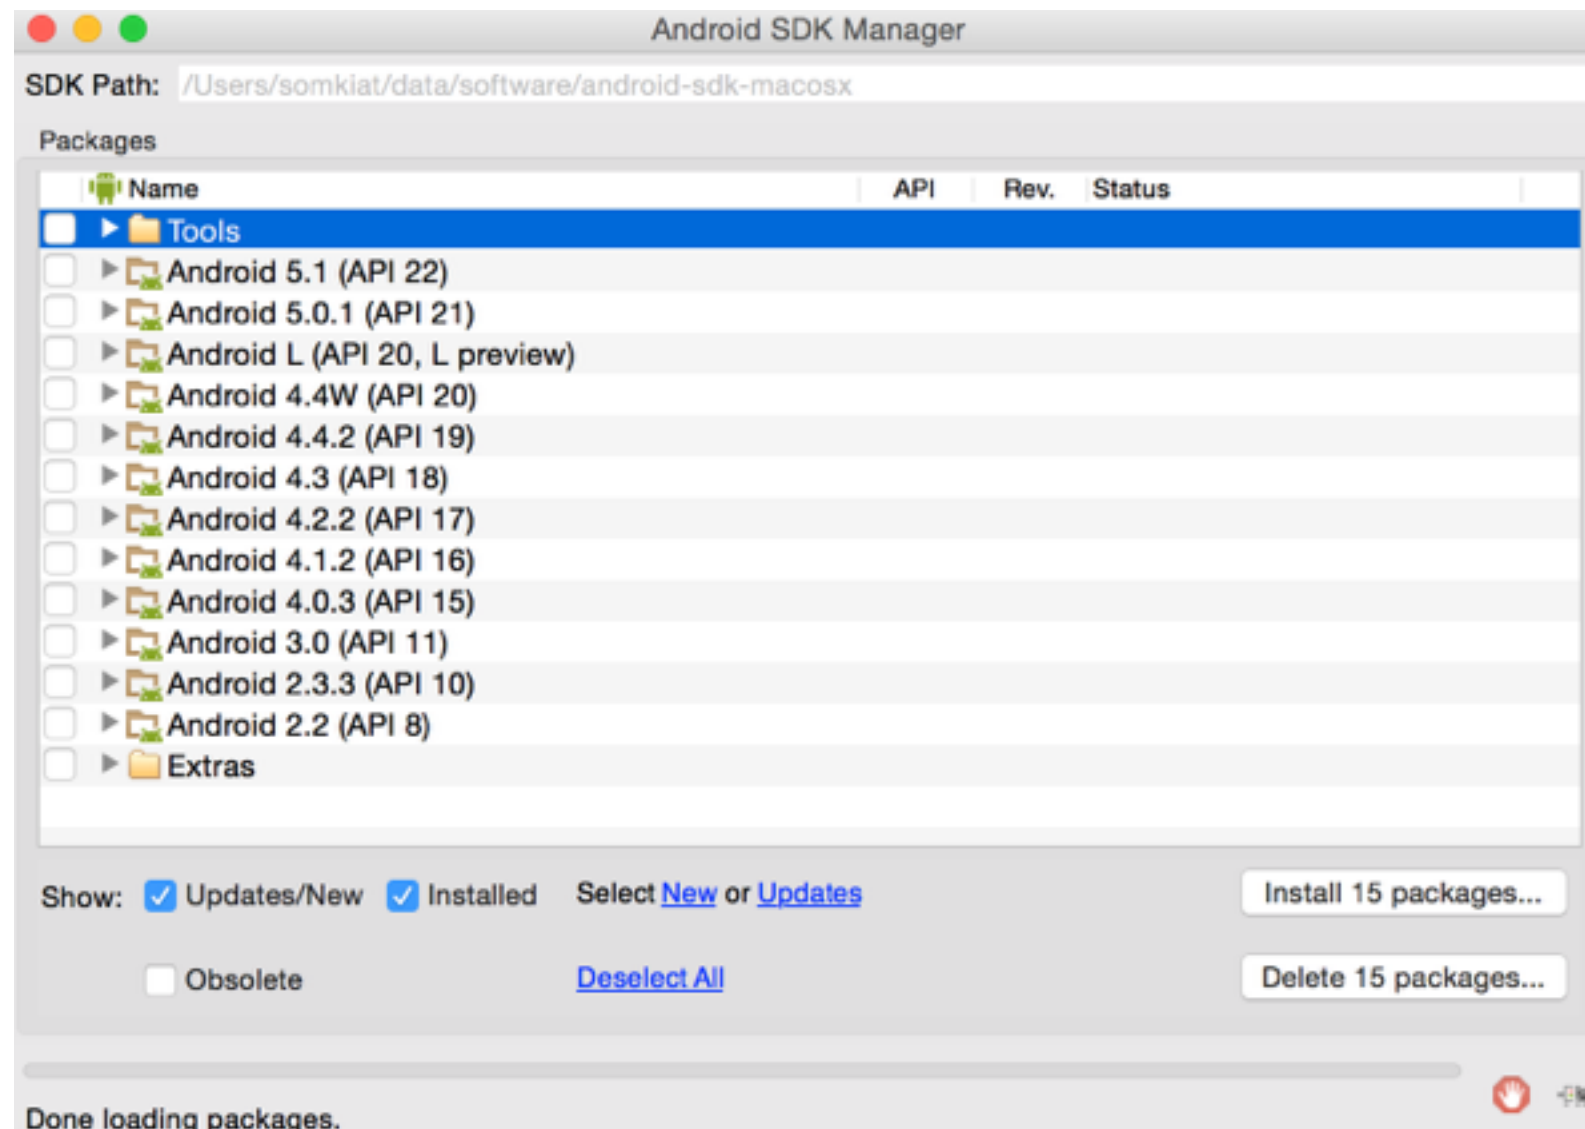 Android SDK Manager
SDK Path: /Users/somkiat/data/software/android-sdk-macosx
Packages
Name API Rev. Status
Tools
Android 5.1 (API 22)
Android 5.0.1 (API 21)
Android L (API 20, L preview)
Android 4.4W (API 20)
Android 4.4.2 (API 19)
Android 4.3 (API 18)
Android 4.2.2 (API 17)
Android 4.1.2 (API 16)
Android 4.0.3 (API 15)
Android 3.0 (API 11)
Android 2.3.3 (API 10)
Android 2.2 (API 8)
Extras
Show: Updates/New Installed Select New or Updates Install 15 packages...
Obsolete Deselect All Delete 15 packages...
Done loading packages.